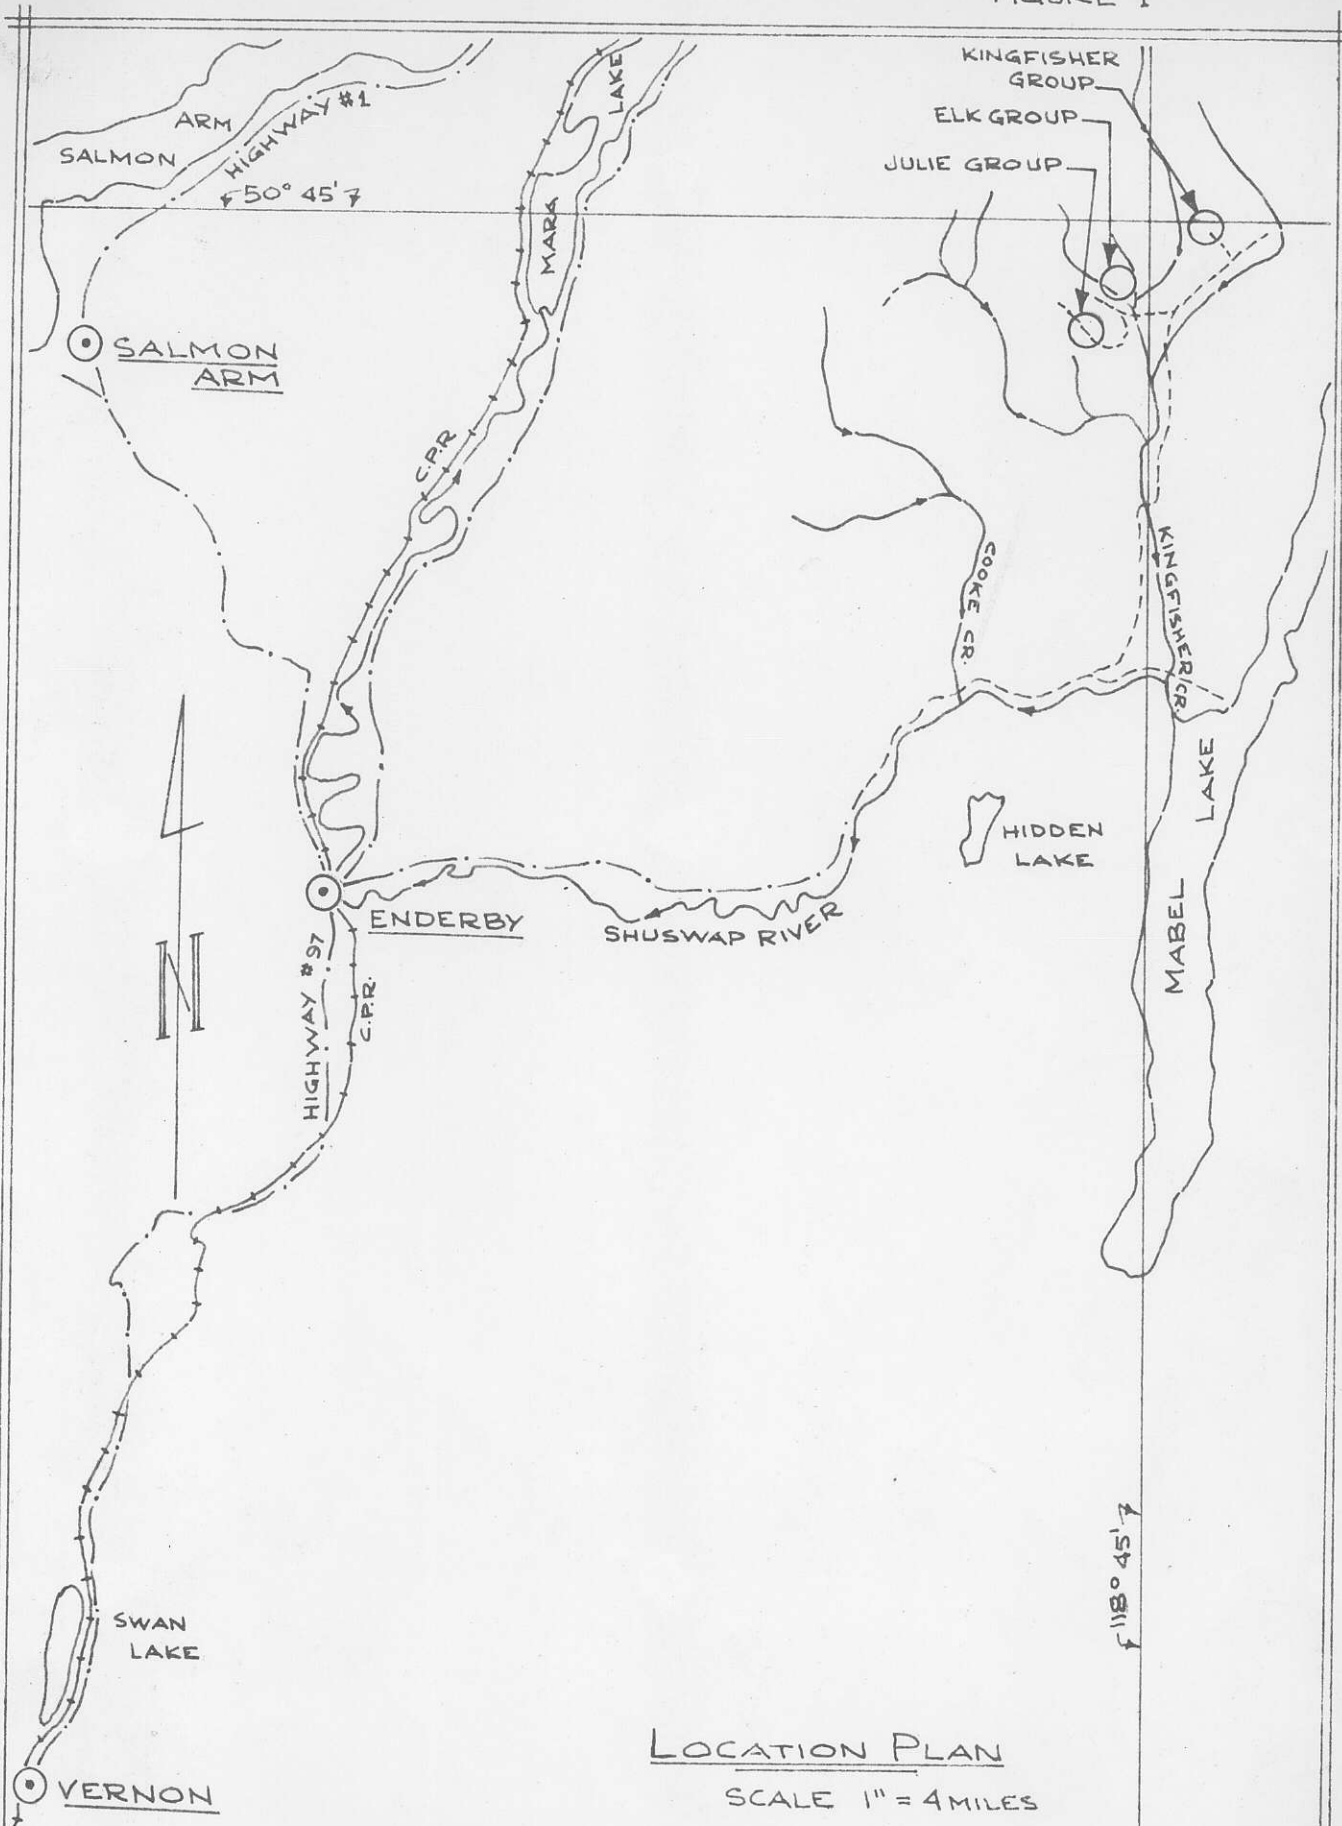 FIGURE 1
KINGFISHER
GROUP
ELK GROUP
JULIE GROUP
SALMON ARM
HIGHWAY #1
50° 45'
MARA LAKE
SALMON
ARM
C.P.R
COOKE CR.
KINGFISHER CR.
HIDDEN
LAKE
MABEL LAKE
ENDERBY
SHUSWAP RIVER
N
HIGHWAY #97
C.P.R.
118° 45'
SWAN
LAKE
VERNON
LOCATION PLAN
SCALE 1" = 4 MILES